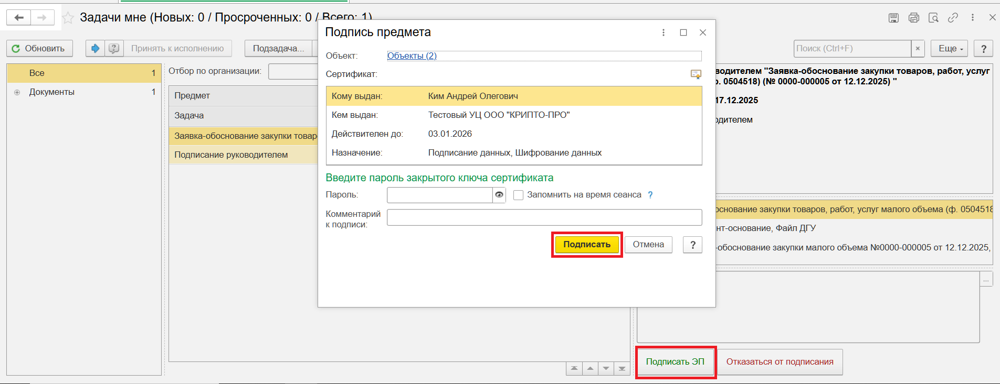 Задачи мне (Новых: 0 / Просроченных: 0 / Всего: 1)
Обновить
Принять к исполнению
Подзадача...
Поиск (Ctrl+F)
×
Еще
?
Все 1
Документы 1
Отбор по организации:
Предмет
Задача
Заявка-обоснование закупки товар
Подписание руководителем
Подпись предмета
Объект: Объекты (2)
Сертификат:
Кому выдан: Ким Андрей Олегович
Кем выдан: Тестовый УЦ ООО "КРИПТО-ПРО"
Действителен до: 03.01.2026
Назначение: Подписание данных, Шифрование данных
Введите пароль закрытого ключа сертификата
Пароль:
Запомнить на время сеанса ?
Комментарий
к подписи:
Подписать
Отмена
?
водителем "Заявка-обоснование закупки товаров, работ, услуг
. 0504518) (№ 0000-000005 от 12.12.2025) "
17.12.2025
одителем
основание закупки товаров, работ, услуг малого объема (ф. 0504518
нт-основание, Файл ДГУ
-обоснование закупки малого объема №0000-000005 от 12.12.2025,
...
Подписать ЭП
Отказаться от подписания